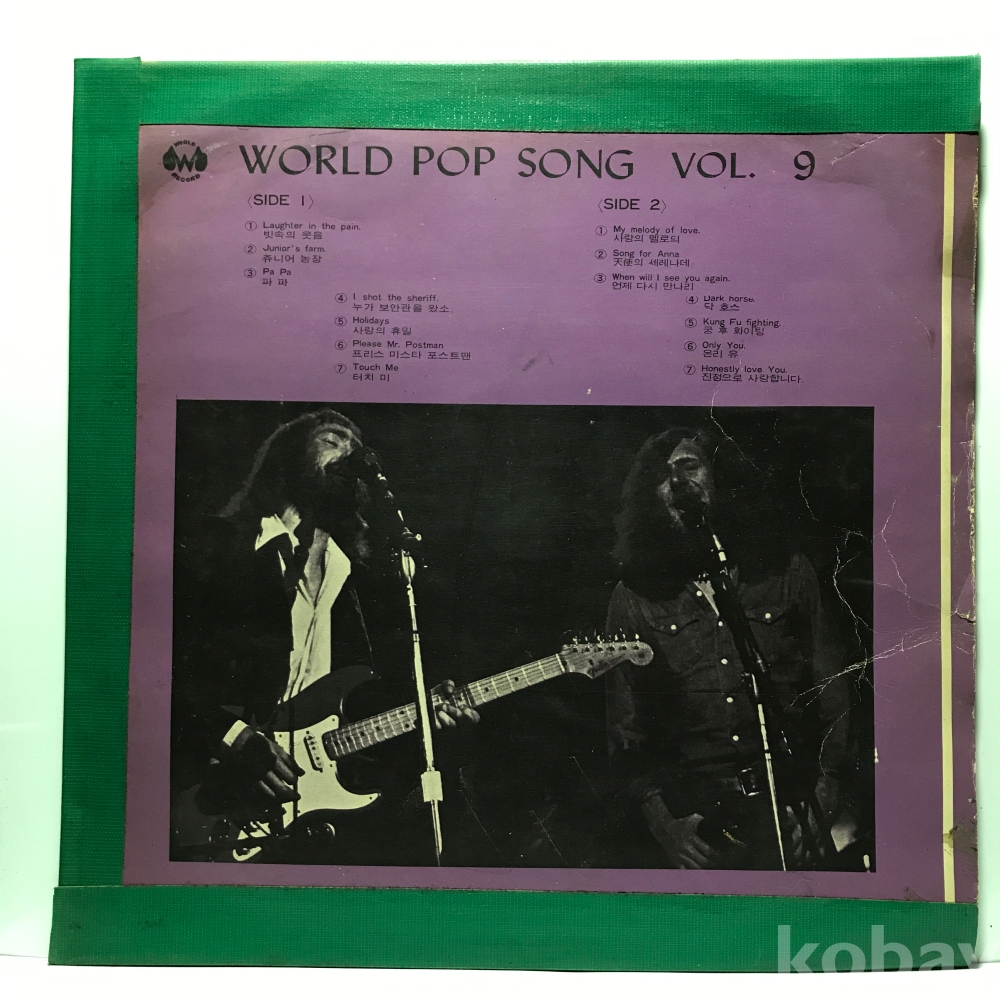 WORLD
W
RECORD
WORLD POP SONG VOL. 9
〈SIDE 1〉
① Laughter in the pain.
빗속의 웃음
② Junior's farm.
쥬니어 농장
③ Pa Pa
파 파
④ I shot the sheriff.
누가 보안관을 쐈소.
⑤ Holidays
사랑의 휴일
⑥ Please Mr. Postman
프리스 미스타 포스트맨
⑦ Touch Me
터치 미
〈SIDE 2〉
① My melody of love.
사랑의 멜로디
② Song for Anna
天使의 세레나데
③ When will I see you again.
언제 다시 만나리
④ Dark horse.
닥 호스
⑤ Kung Fu fighting.
쿵 후 화이팅
⑥ Only You.
온리 유
⑦ Honestly love You.
진정으로 사랑합니다.
kobay